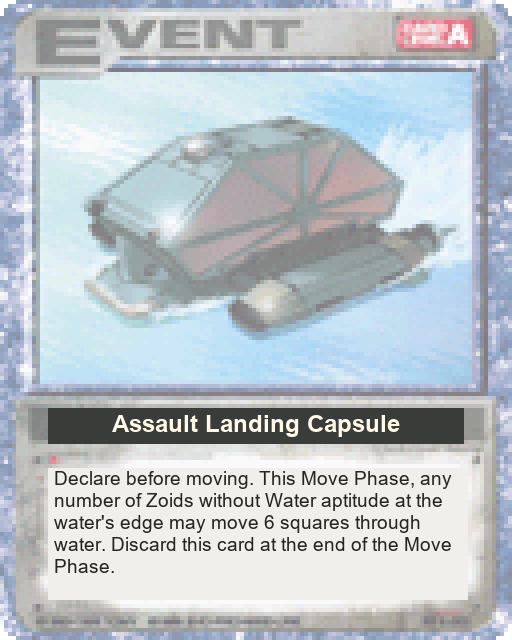 EVENT
A
Assault Landing Capsule
Declare before moving. This Move Phase, any
number of Zoids without Water aptitude at the
water's edge may move 6 squares through
water. Discard this card at the end of the Move
Phase.